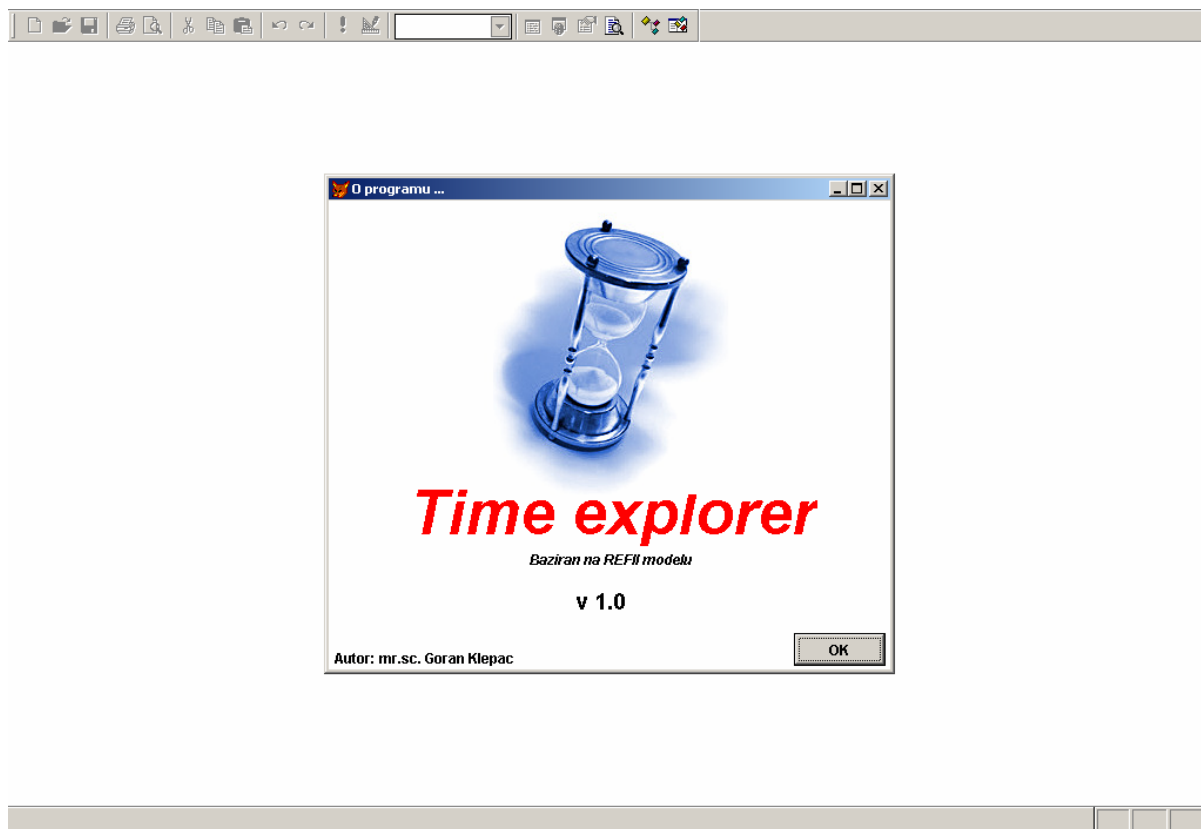 O programu ...
Time explorer
Baziran na REFII modelu
v 1.0
Autor: mr.sc. Goran Klepac
OK